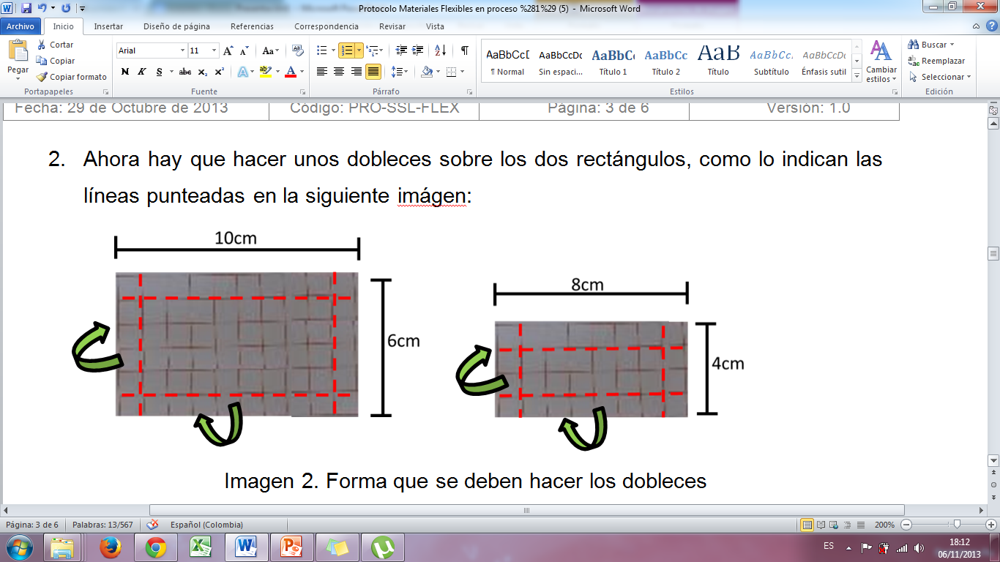 Protocolo Materiales Flexibles en proceso %281%29 (5) - Microsoft Word
Archivo Inicio Insertar Diseño de página Referencias Correspondencia Revisar Vista
Pegar
Cortar
Copiar
Copiar formato
Portapapeles
Arial 11
N K S abc x₂ x²
Fuente
Párrafo
AaBbCcD AaBbCcDc AaBbC AaBbCc AaB AaBbCc. AaBbCcDc
¶ Normal Sin espaci... Título 1 Título 2 Título Subtítulo Énfasis sutil
Cambiar
estilos
Estilos
Buscar
Reemplazar
Seleccionar
Edición
Fecha: 29 de Octubre de 2013 Código: PRO-SSL-FLEX Página: 3 de 6 Versión: 1.0
2. Ahora hay que hacer unos dobleces sobre los dos rectángulos, como lo indican las
líneas punteadas en la siguiente imágen:
10cm
6cm
8cm
4cm
Imagen 2. Forma que se deben hacer los dobleces
Página: 3 de 6 Palabras: 13/567 Español (Colombia) 200%
ES 18:12
06/11/2013